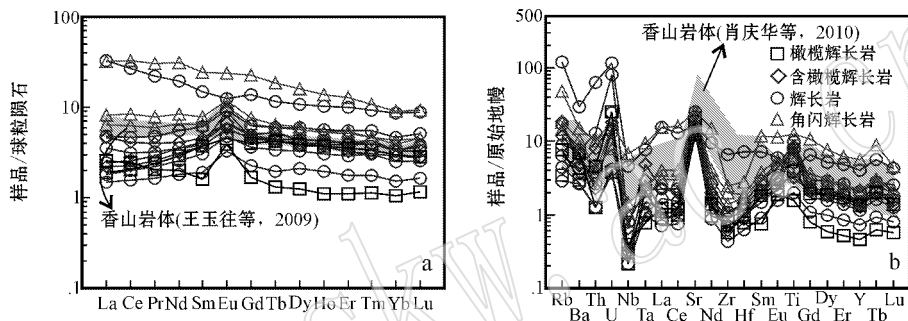 100
10
1
.1
样品/球粒陨石
香山岩体(王玉往等, 2009)
a
La Ce Pr Nd Sm Eu Gd Tb Dy Ho Er Tm Yb Lu
500
100
10
1
.1
样品/原始地幔
香山岩体(肖庆华等, 2010)
橄榄辉长岩
含橄榄辉长岩
辉长岩
角闪辉长岩
b
Rb Th Nb La Sr Zr Sm Ti Dy Y Lu
Ba U Ta Ce Nd Hf Eu Gd Er Tb